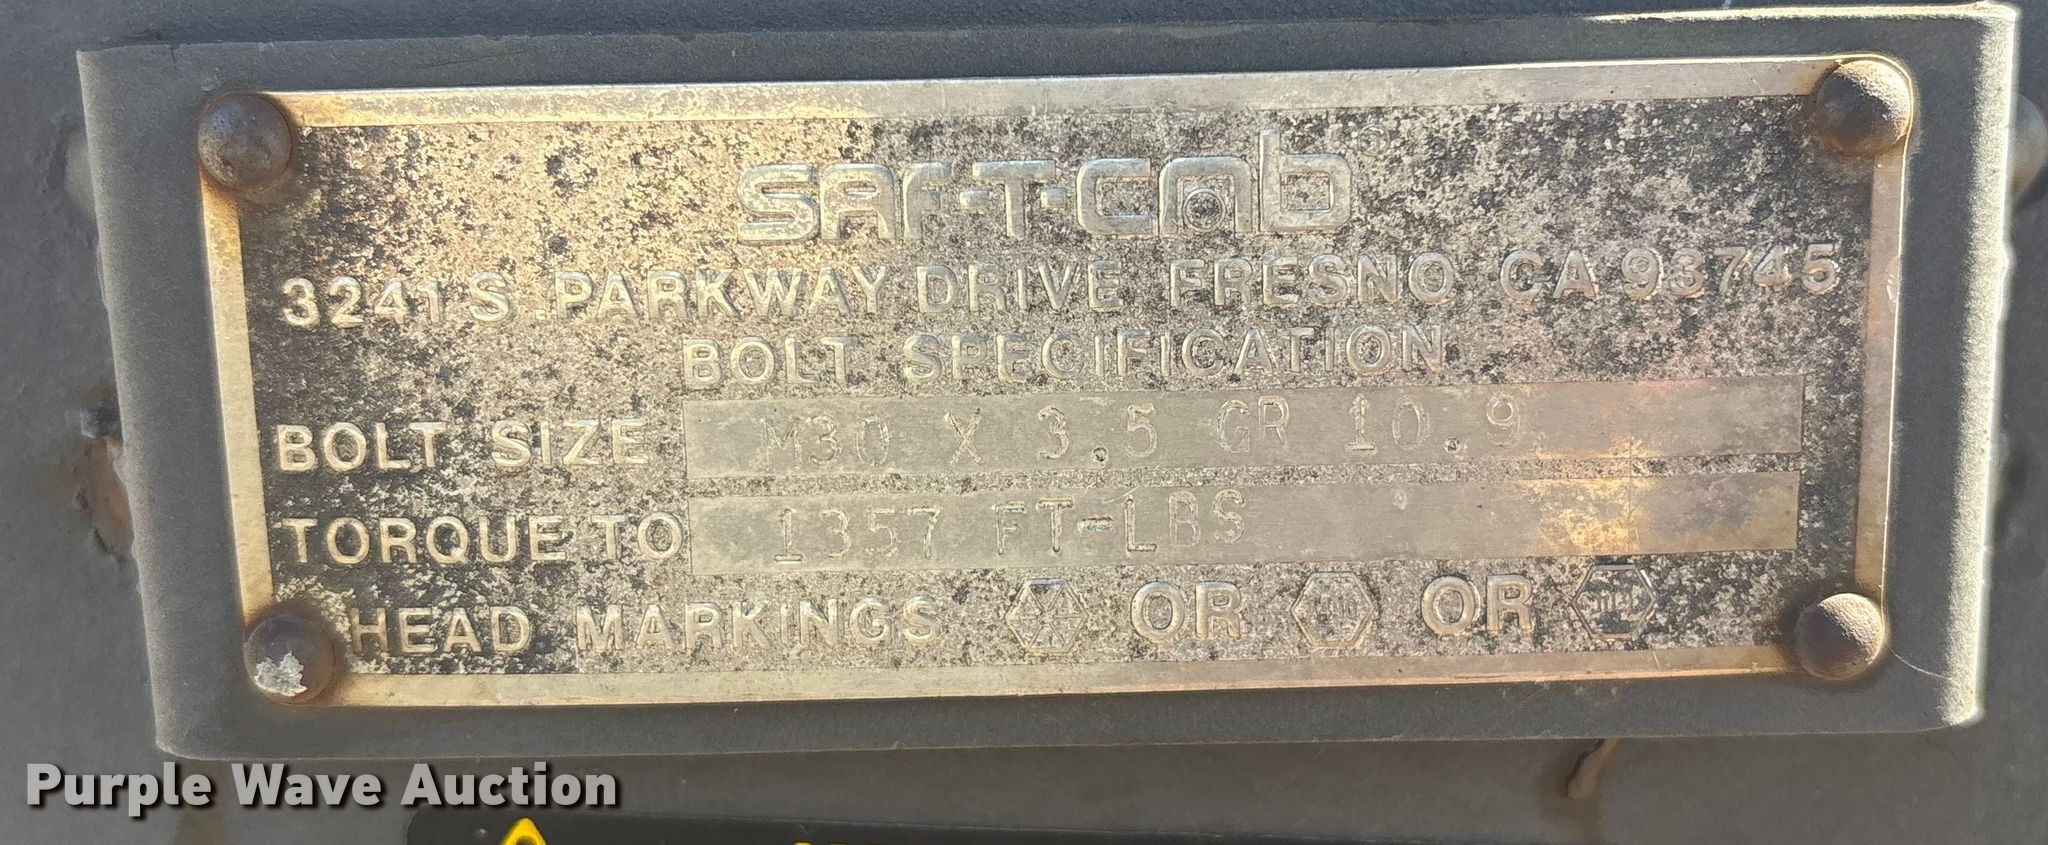 SAF-T-CAB®
3241 S. PARKWAY DRIVE FRESNO, CA 93745
BOLT SPECIFICATION
BOLT SIZE M30 X 3.5 GR 10.9
TORQUE TO 1357 FT-LBS
HEAD MARKINGS OR OR
Purple Wave Auction